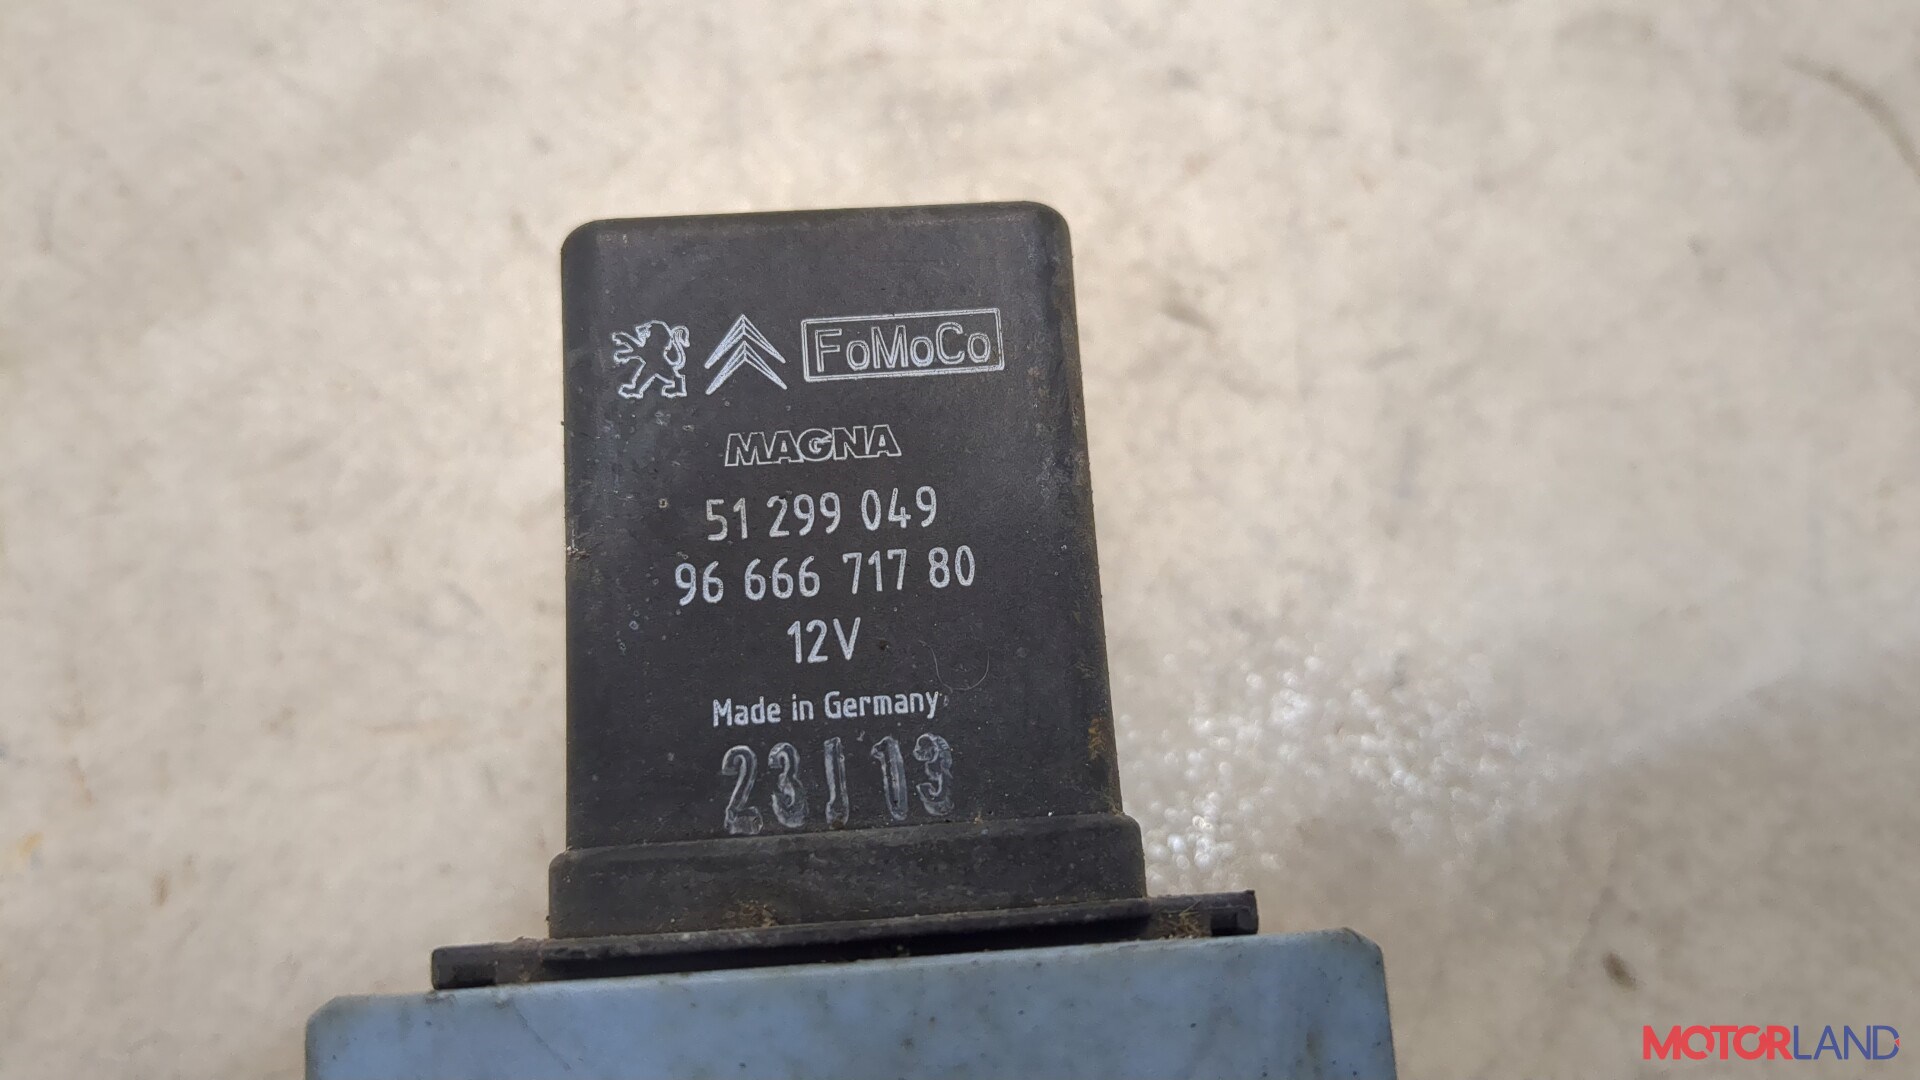 FoMoCo
MAGNA
51 299 049
96 666 717 80
12V
Made in Germany
23/13
MOTORLAND